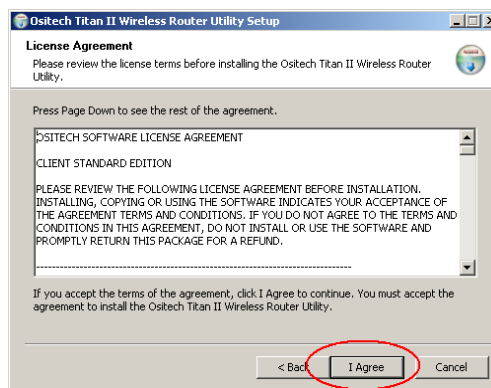 Ositech Titan II Wireless Router Utility Setup
License Agreement
Please review the license terms before installing the Ositech Titan II Wireless Router
Utility.
Press Page Down to see the rest of the agreement.
OSITECH SOFTWARE LICENSE AGREEMENT
CLIENT STANDARD EDITION
PLEASE REVIEW THE FOLLOWING LICENSE AGREEMENT BEFORE INSTALLATION.
INSTALLING, COPYING OR USING THE SOFTWARE INDICATES YOUR ACCEPTANCE OF
THE AGREEMENT TERMS AND CONDITIONS. IF YOU DO NOT AGREE TO THE TERMS AND
CONDITIONS IN THIS AGREEMENT, DO NOT INSTALL OR USE THE SOFTWARE AND
PROMPTLY RETURN THIS PACKAGE FOR A REFUND.
--------------------------------------------------------------------------------
If you accept the terms of the agreement, click I Agree to continue. You must accept the
agreement to install the Ositech Titan II Wireless Router Utility.
< Back I Agree Cancel